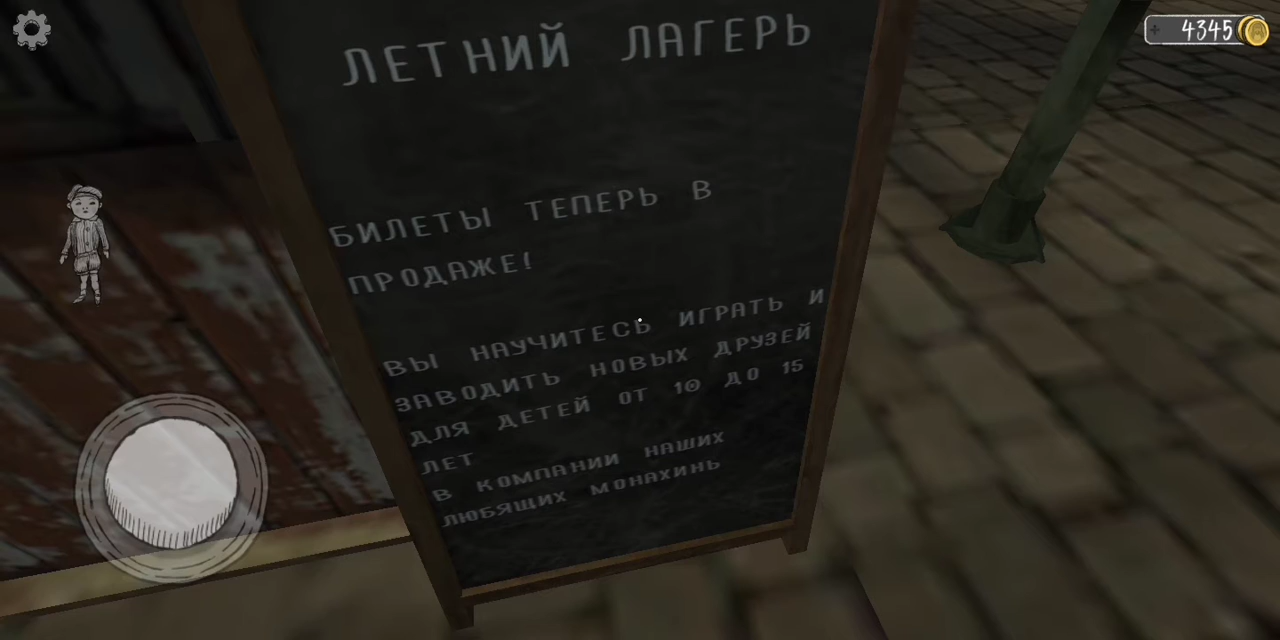 4345
ЛЕТНИЙ ЛАГЕРЬ
БИЛЕТЫ ТЕПЕРЬ В
ПРОДАЖЕ!
ВЫ НАУЧИТЕСЬ ИГРАТЬ И
ЗАВОДИТЬ НОВЫХ ДРУЗЕЙ
ДЛЯ ДЕТЕЙ ОТ 10 ДО 15
ЛЕТ
В КОМПАНИИ НАШИХ
ЛЮБЯЩИХ МОНАХИНЬ